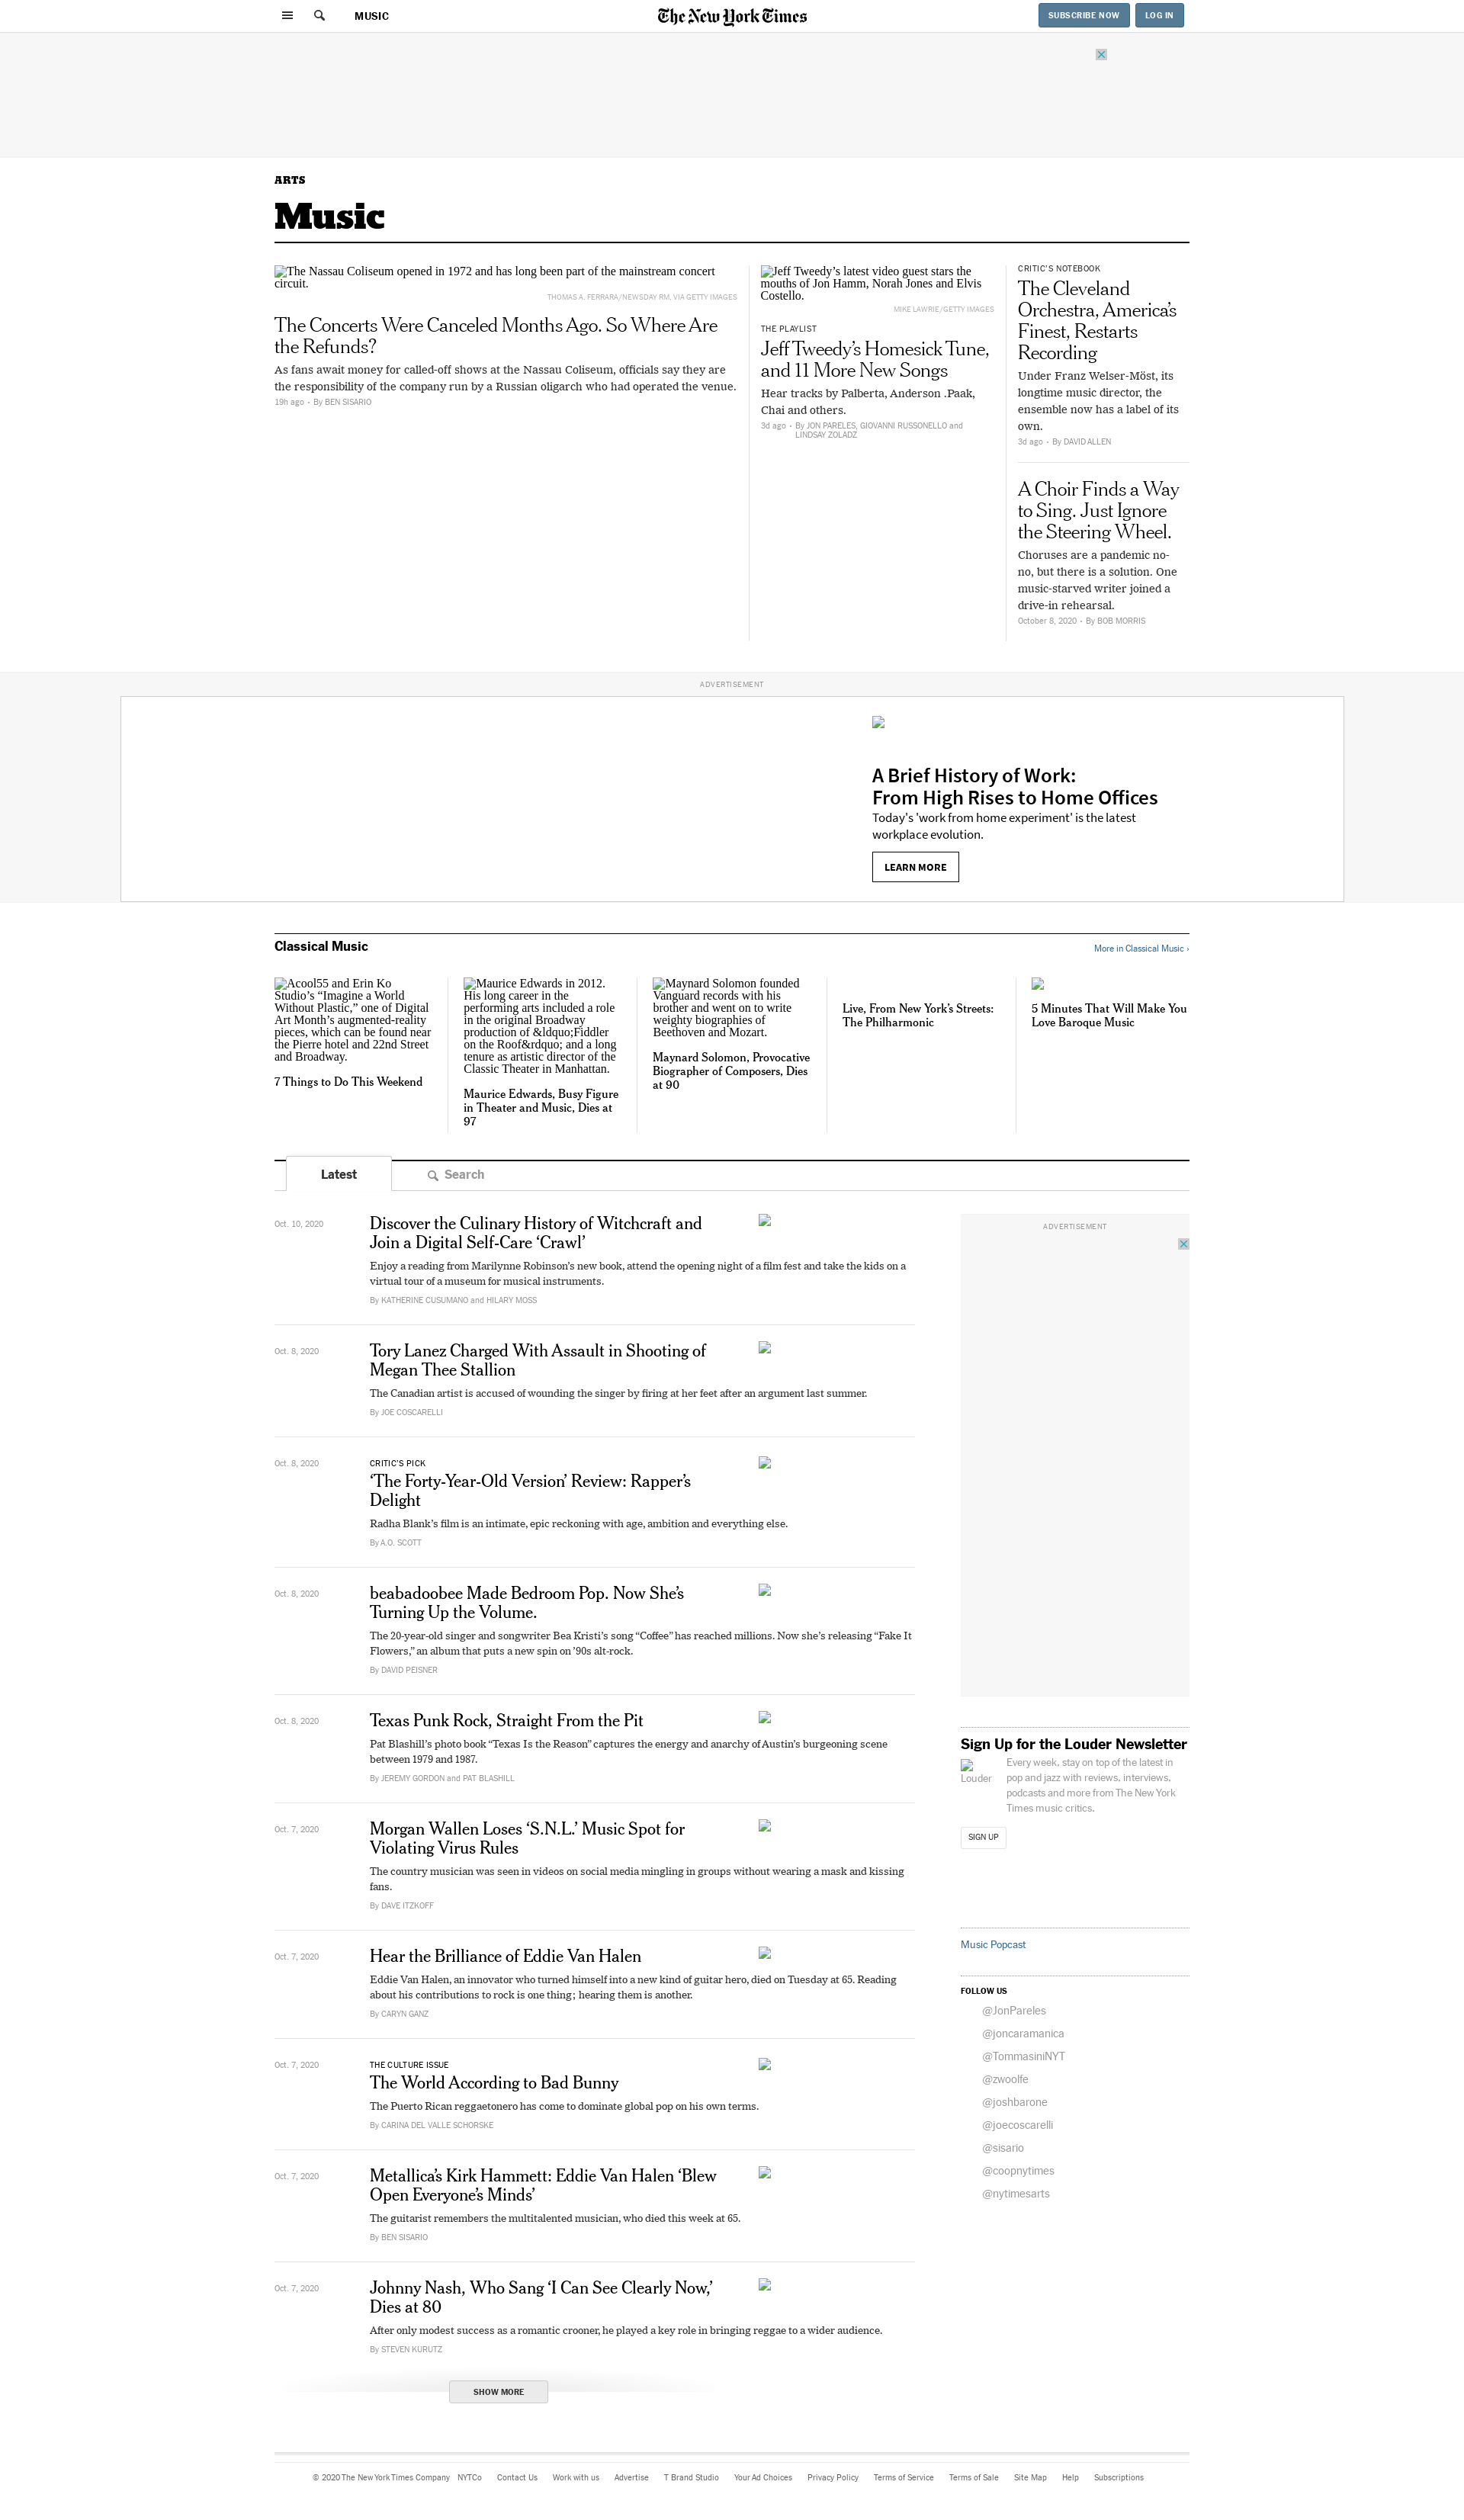 MUSIC
The New York Times
SUBSCRIBE NOW
LOG IN
ARTS
Music
The Nassau Coliseum opened in 1972 and has long been part of the mainstream concert
circuit.
THOMAS A. FERRARA/NEWSDAY RM, VIA GETTY IMAGES
The Concerts Were Canceled Months Ago. So Where Are
the Refunds?
As fans await money for called-off shows at the Nassau Coliseum, officials say they are
the responsibility of the company run by a Russian oligarch who had operated the venue.
19h ago • By BEN SISARIO
Jeff Tweedy’s latest video guest stars the
mouths of Jon Hamm, Norah Jones and Elvis
Costello.
MIKE LAWRIE/GETTY IMAGES
THE PLAYLIST
Jeff Tweedy’s Homesick Tune,
and 11 More New Songs
Hear tracks by Palberta, Anderson .Paak,
Chai and others.
3d ago • By JON PARELES, GIOVANNI RUSSONELLO and
LINDSAY ZOLADZ
CRITIC’S NOTEBOOK
The Cleveland
Orchestra, America’s
Finest, Restarts
Recording
Under Franz Welser-Möst, its
longtime music director, the
ensemble now has a label of its
own.
3d ago • By DAVID ALLEN
A Choir Finds a Way
to Sing. Just Ignore
the Steering Wheel.
Choruses are a pandemic no-
no, but there is a solution. One
music-starved writer joined a
drive-in rehearsal.
October 8, 2020 • By BOB MORRIS
ADVERTISEMENT
A Brief History of Work:
From High Rises to Home Offices
Today's 'work from home experiment' is the latest
workplace evolution.
LEARN MORE
Classical Music
More in Classical Music ›
Acool55 and Erin Ko
Studio’s “Imagine a World
Without Plastic,” one of Digital
Art Month’s augmented-reality
pieces, which can be found near
the Pierre hotel and 22nd Street
and Broadway.
7 Things to Do This Weekend
Maurice Edwards in 2012.
His long career in the
performing arts included a role
in the original Broadway
production of &ldquo;Fiddler
on the Roof&rdquo; and a long
tenure as artistic director of the
Classic Theater in Manhattan.
Maurice Edwards, Busy Figure
in Theater and Music, Dies at
97
Maynard Solomon founded
Vanguard records with his
brother and went on to write
weighty biographies of
Beethoven and Mozart.
Maynard Solomon, Provocative
Biographer of Composers, Dies
at 90
Live, From New York’s Streets:
The Philharmonic
5 Minutes That Will Make You
Love Baroque Music
Latest
Search
Oct. 10, 2020
Discover the Culinary History of Witchcraft and
Join a Digital Self-Care ‘Crawl’
Enjoy a reading from Marilynne Robinson’s new book, attend the opening night of a film fest and take the kids on a
virtual tour of a museum for musical instruments.
By KATHERINE CUSUMANO and HILARY MOSS
Oct. 8, 2020
Tory Lanez Charged With Assault in Shooting of
Megan Thee Stallion
The Canadian artist is accused of wounding the singer by firing at her feet after an argument last summer.
By JOE COSCARELLI
Oct. 8, 2020
CRITIC’S PICK
‘The Forty-Year-Old Version’ Review: Rapper’s
Delight
Radha Blank’s film is an intimate, epic reckoning with age, ambition and everything else.
By A.O. SCOTT
Oct. 8, 2020
beabadoobee Made Bedroom Pop. Now She’s
Turning Up the Volume.
The 20-year-old singer and songwriter Bea Kristi’s song “Coffee” has reached millions. Now she’s releasing “Fake It
Flowers,” an album that puts a new spin on ’90s alt-rock.
By DAVID PEISNER
Oct. 8, 2020
Texas Punk Rock, Straight From the Pit
Pat Blashill’s photo book “Texas Is the Reason” captures the energy and anarchy of Austin’s burgeoning scene
between 1979 and 1987.
By JEREMY GORDON and PAT BLASHILL
Oct. 7, 2020
Morgan Wallen Loses ‘S.N.L.’ Music Spot for
Violating Virus Rules
The country musician was seen in videos on social media mingling in groups without wearing a mask and kissing
fans.
By DAVE ITZKOFF
Oct. 7, 2020
Hear the Brilliance of Eddie Van Halen
Eddie Van Halen, an innovator who turned himself into a new kind of guitar hero, died on Tuesday at 65. Reading
about his contributions to rock is one thing; hearing them is another.
By CARYN GANZ
Oct. 7, 2020
THE CULTURE ISSUE
The World According to Bad Bunny
The Puerto Rican reggaetonero has come to dominate global pop on his own terms.
By CARINA DEL VALLE SCHORSKE
Oct. 7, 2020
Metallica’s Kirk Hammett: Eddie Van Halen ‘Blew
Open Everyone’s Minds’
The guitarist remembers the multitalented musician, who died this week at 65.
By BEN SISARIO
Oct. 7, 2020
Johnny Nash, Who Sang ‘I Can See Clearly Now,’
Dies at 80
After only modest success as a romantic crooner, he played a key role in bringing reggae to a wider audience.
By STEVEN KURUTZ
SHOW MORE
ADVERTISEMENT
Sign Up for the Louder Newsletter
Louder
Every week, stay on top of the latest in
pop and jazz with reviews, interviews,
podcasts and more from The New York
Times music critics.
SIGN UP
Music Popcast
FOLLOW US
@JonPareles
@joncaramanica
@TommasiniNYT
@zwoolfe
@joshbarone
@joecoscarelli
@sisario
@coopnytimes
@nytimesarts
© 2020 The New York Times Company NYTCo Contact Us Work with us Advertise T Brand Studio Your Ad Choices Privacy Policy Terms of Service Terms of Sale Site Map Help Subscriptions